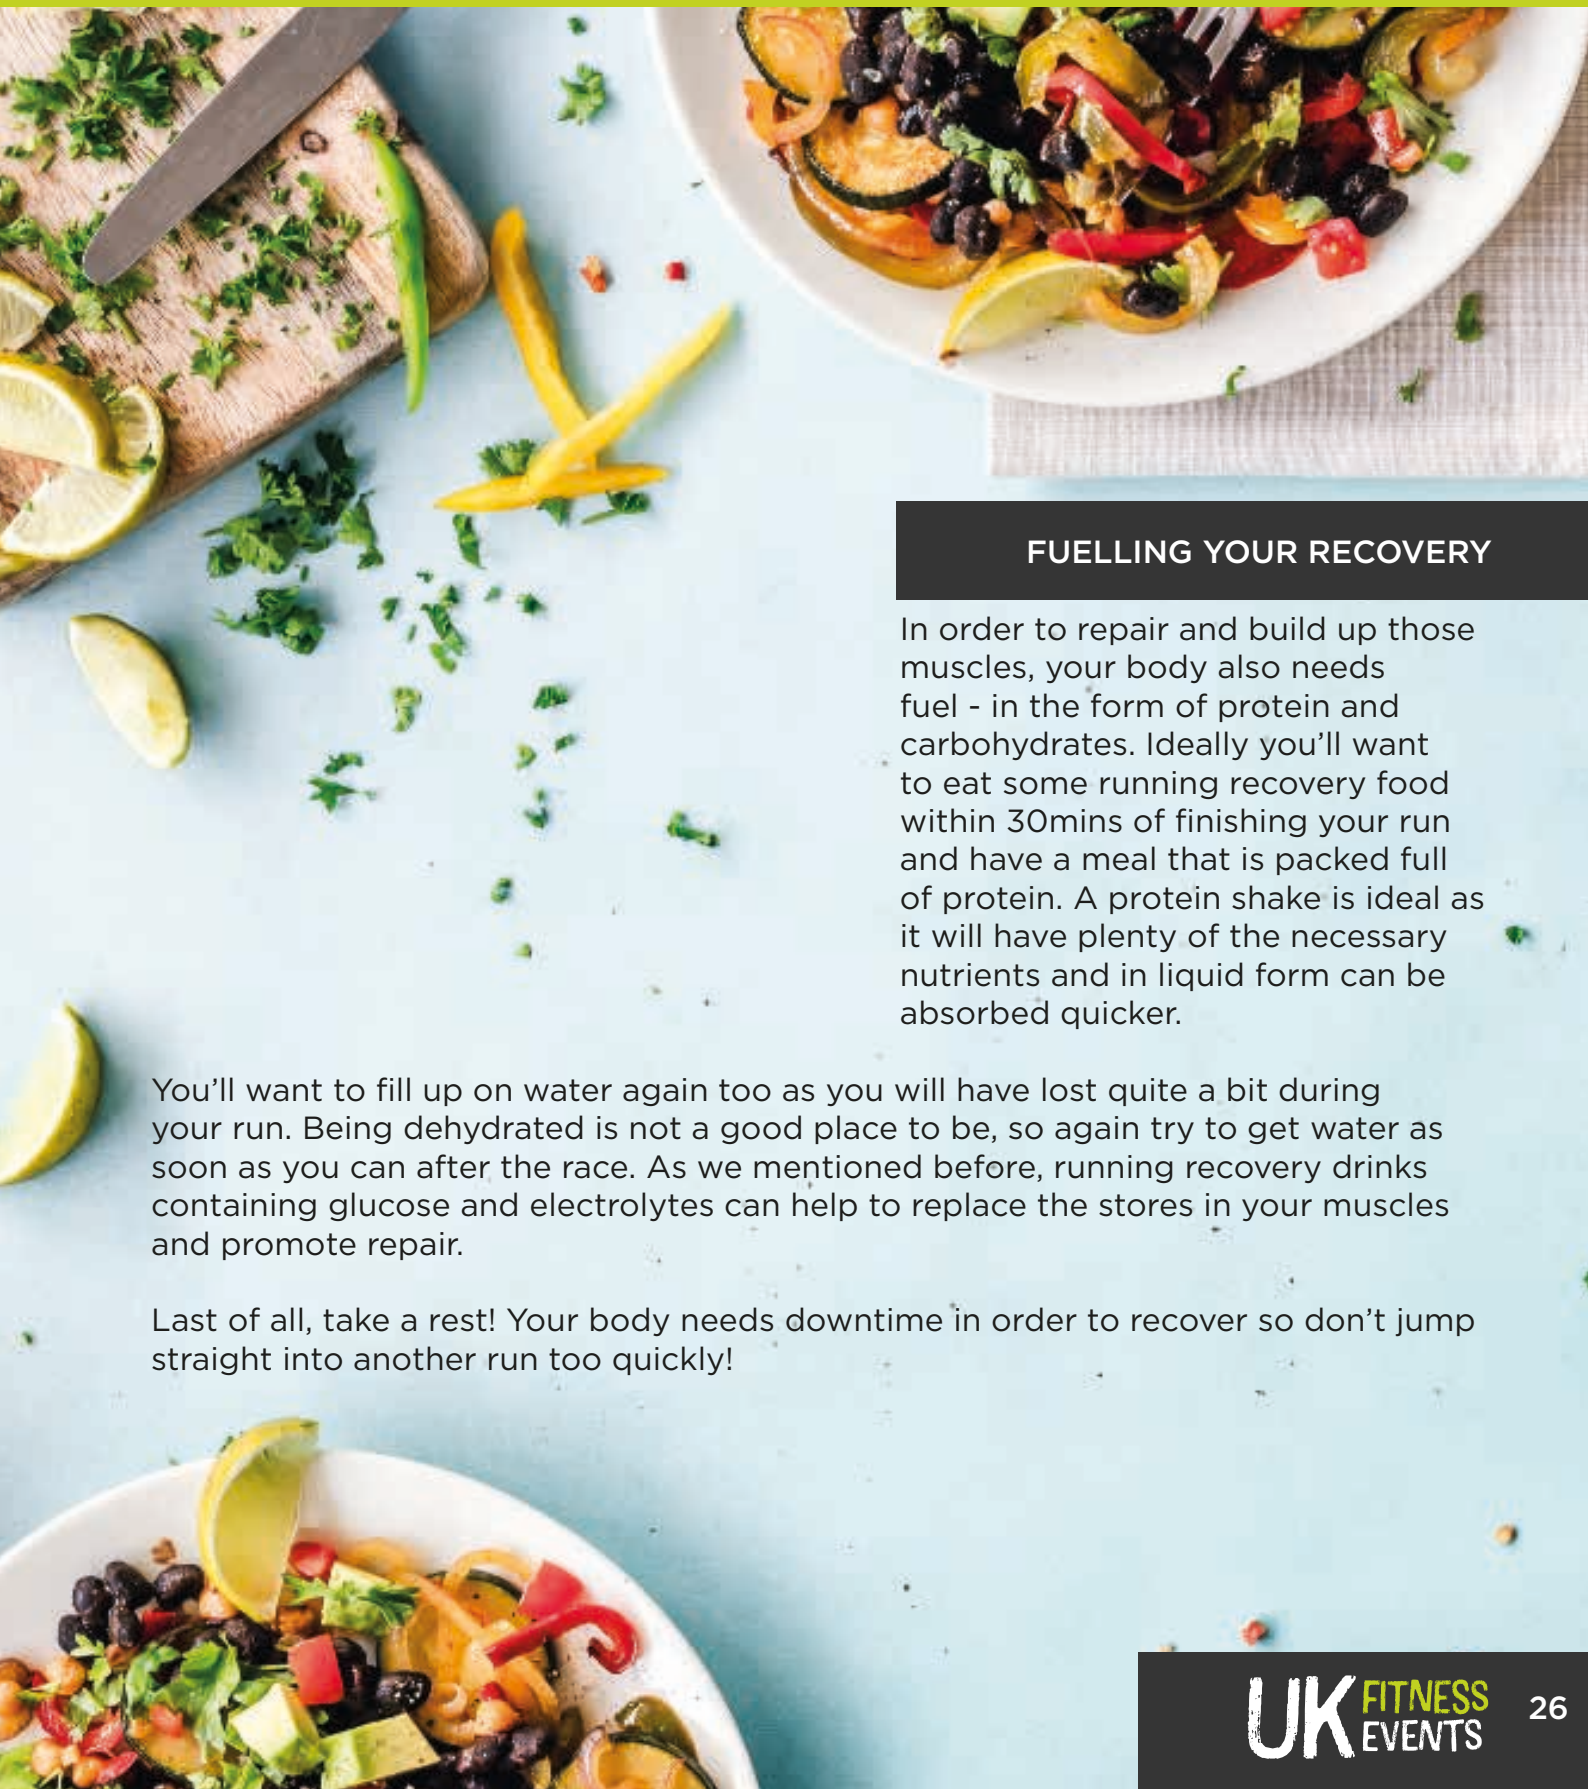 FUELLING YOUR RECOVERY
In order to repair and build up those
muscles, your body also needs
fuel - in the form of protein and
carbohydrates. Ideally you’ll want
to eat some running recovery food
within 30mins of finishing your run
and have a meal that is packed full
of protein. A protein shake is ideal as
it will have plenty of the necessary
nutrients and in liquid form can be
absorbed quicker.
You’ll want to fill up on water again too as you will have lost quite a bit during
your run. Being dehydrated is not a good place to be, so again try to get water as
soon as you can after the race. As we mentioned before, running recovery drinks
containing glucose and electrolytes can help to replace the stores in your muscles
and promote repair.
Last of all, take a rest! Your body needs downtime in order to recover so don’t jump
straight into another run too quickly!
UK FITNESS EVENTS
26